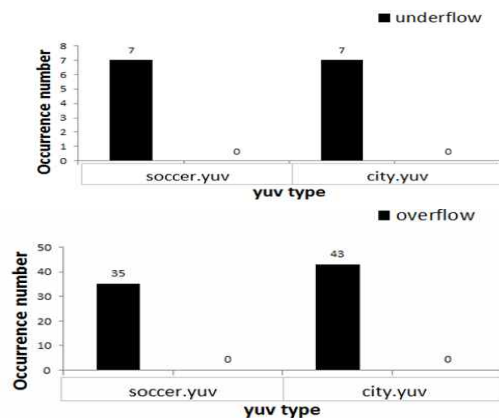 underflow
Occurrence number
8
7
6
5
4
3
2
1
0
7
0
7
0
soccer.yuv
city.yuv
yuv type
overflow
Occurrence number
50
40
30
20
10
0
35
0
43
0
soccer.yuv
city.yuv
yuv type